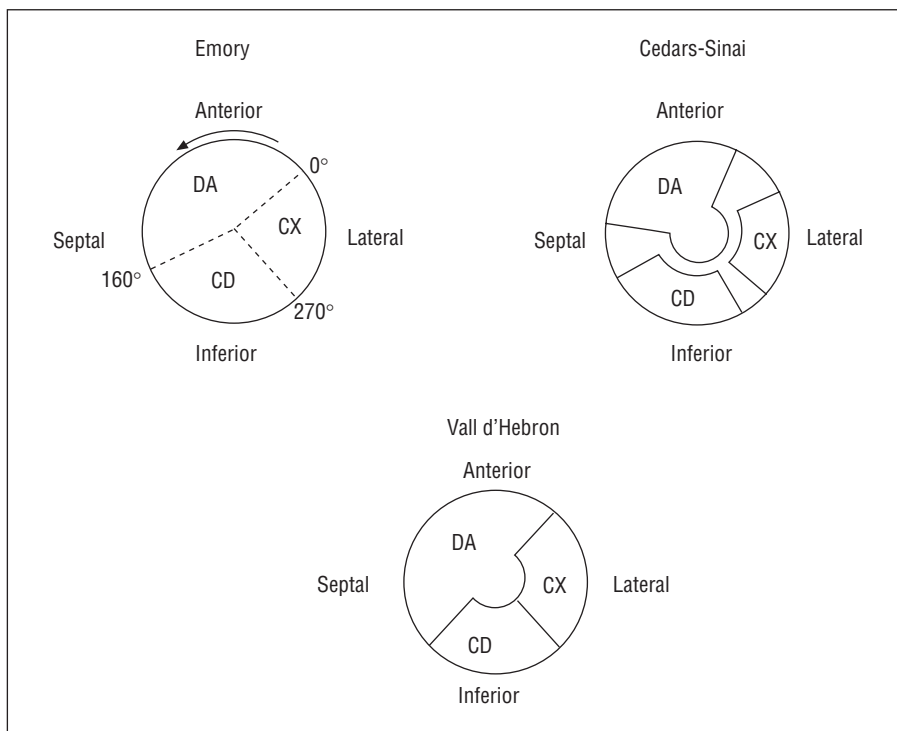 Emory
Anterior
0°
DA
CX
Septal
Lateral
160°
CD
270°
Inferior
Cedars-Sinai
Anterior
DA
Septal
CX
Lateral
CD
Inferior
Vall d’Hebron
Anterior
DA
Septal
CX
Lateral
CD
Inferior